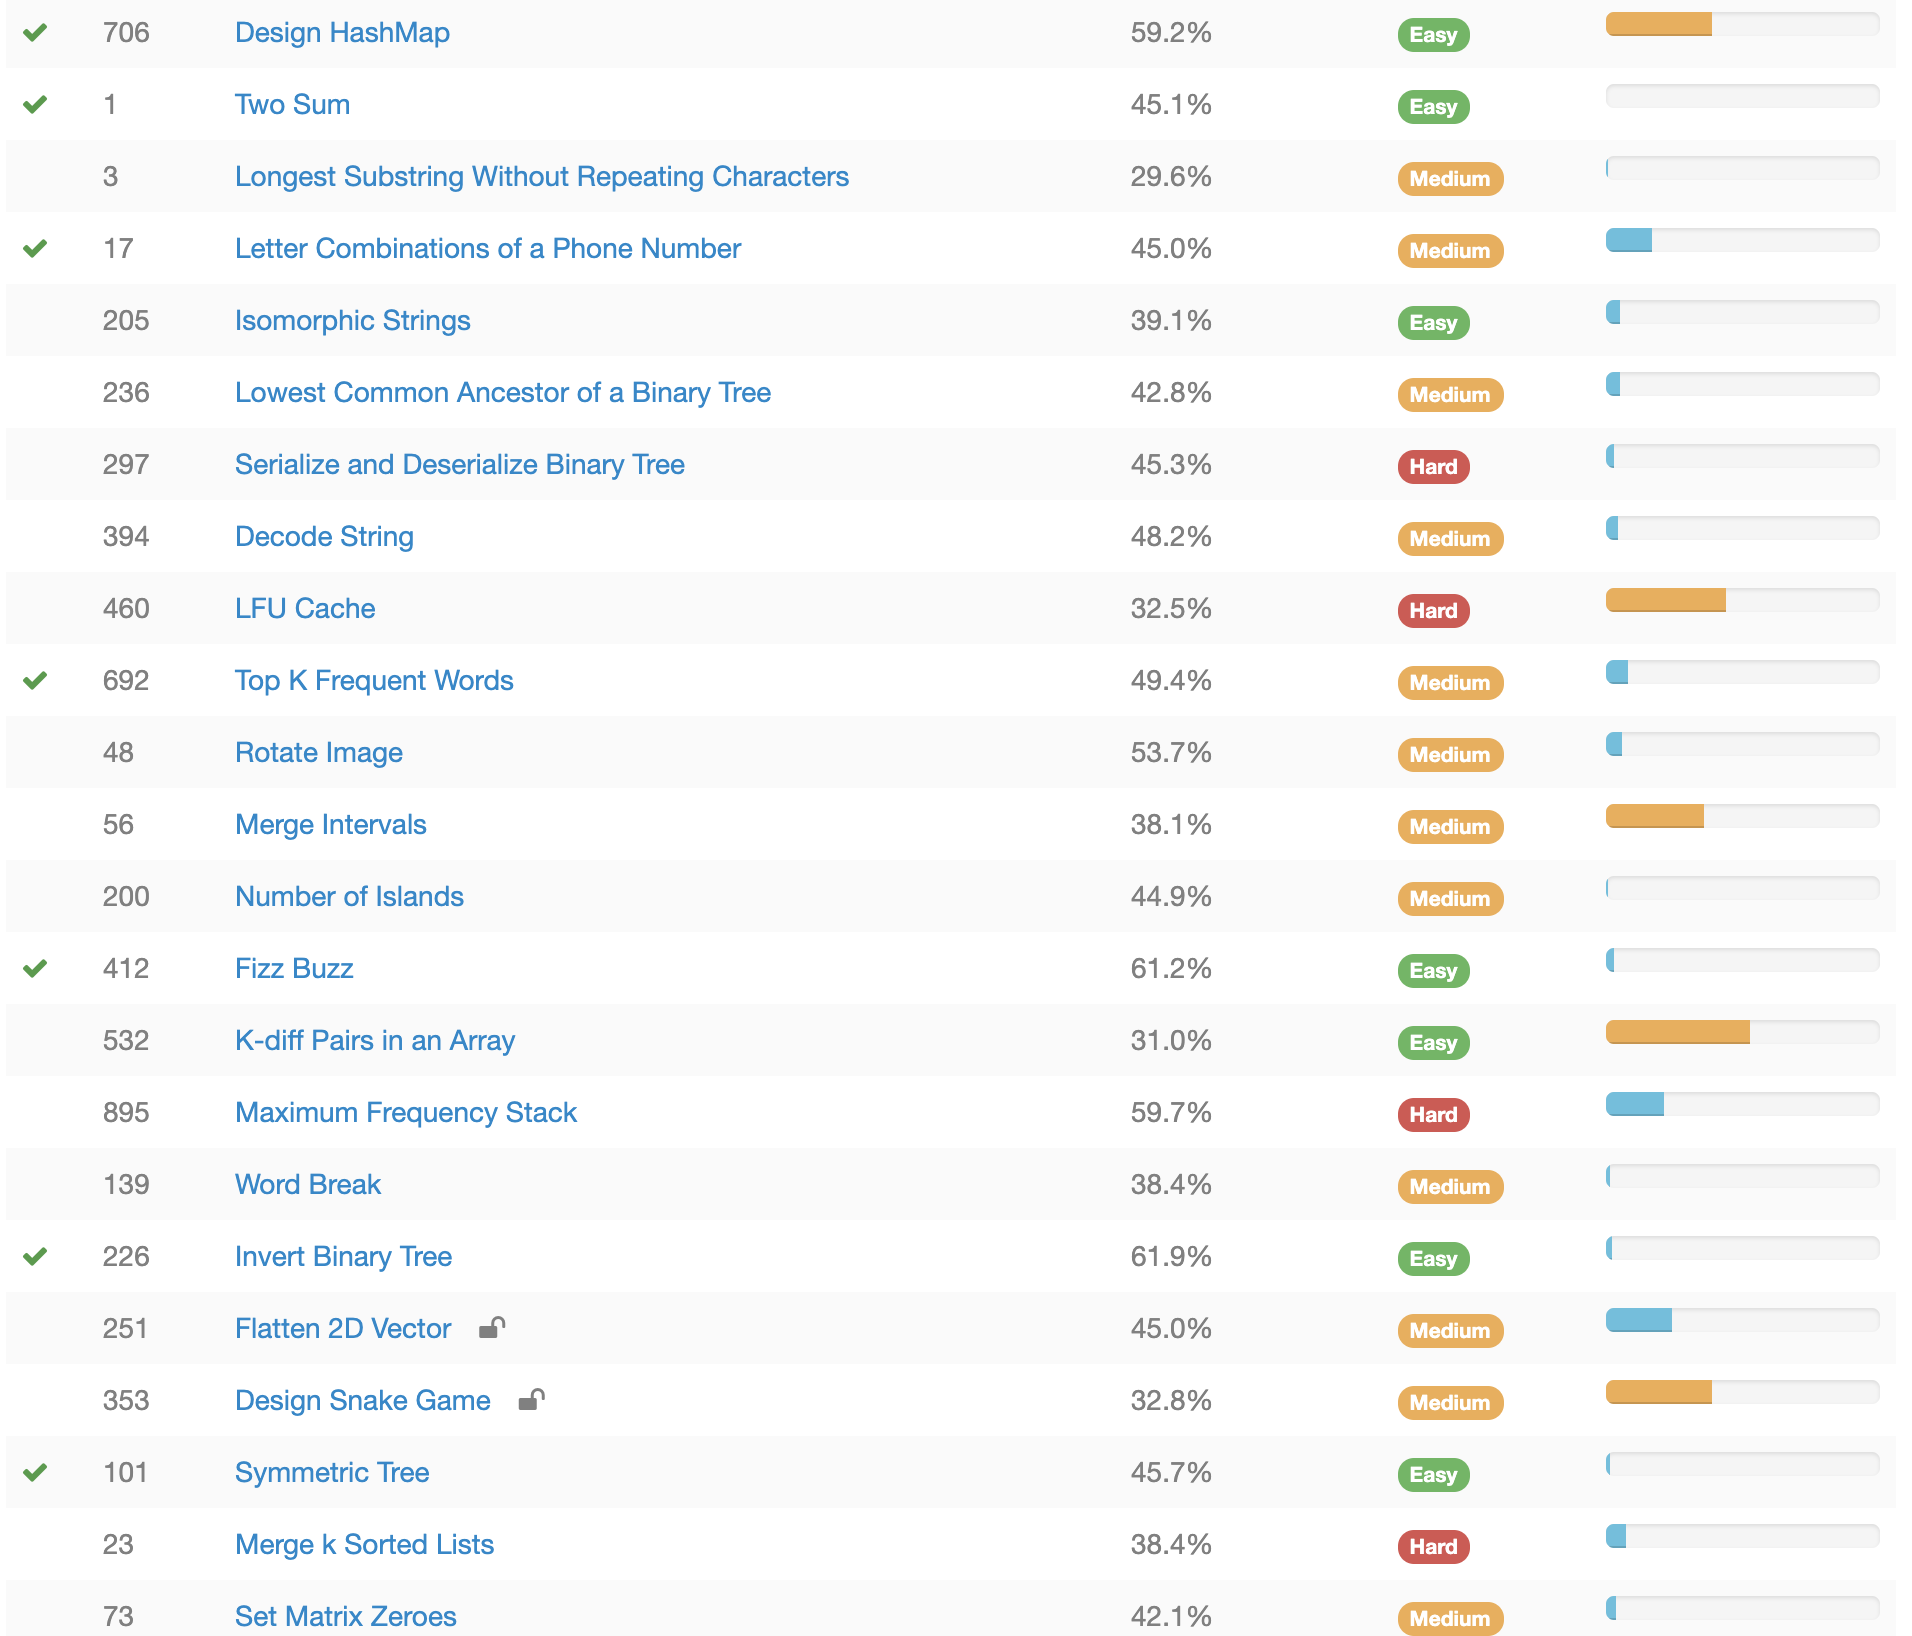 706 Design HashMap 59.2% Easy
1 Two Sum 45.1% Easy
3 Longest Substring Without Repeating Characters 29.6% Medium
17 Letter Combinations of a Phone Number 45.0% Medium
205 Isomorphic Strings 39.1% Easy
236 Lowest Common Ancestor of a Binary Tree 42.8% Medium
297 Serialize and Deserialize Binary Tree 45.3% Hard
394 Decode String 48.2% Medium
460 LFU Cache 32.5% Hard
692 Top K Frequent Words 49.4% Medium
48 Rotate Image 53.7% Medium
56 Merge Intervals 38.1% Medium
200 Number of Islands 44.9% Medium
412 Fizz Buzz 61.2% Easy
532 K-diff Pairs in an Array 31.0% Easy
895 Maximum Frequency Stack 59.7% Hard
139 Word Break 38.4% Medium
226 Invert Binary Tree 61.9% Easy
251 Flatten 2D Vector 45.0% Medium
353 Design Snake Game 32.8% Medium
101 Symmetric Tree 45.7% Easy
23 Merge k Sorted Lists 38.4% Hard
73 Set Matrix Zeroes 42.1% Medium